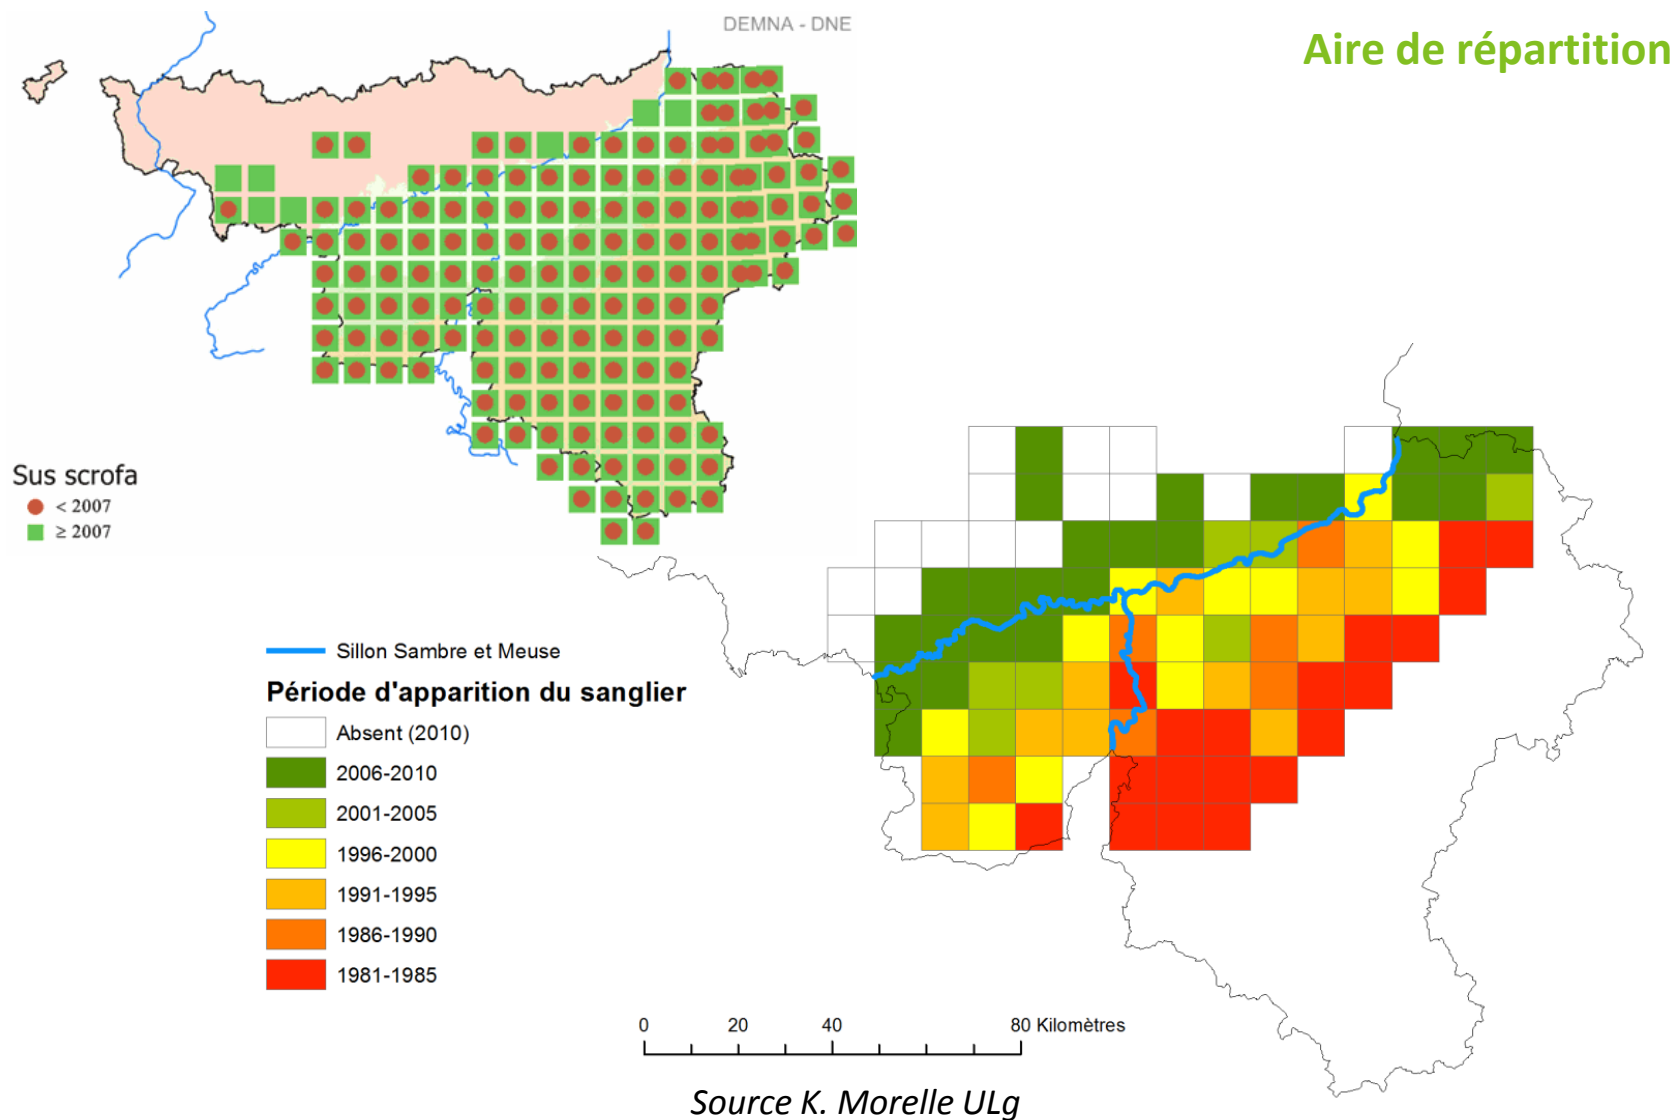 DEMNA - DNE
Aire de répartition
Sus scrofa
< 2007
≥ 2007
Sillon Sambre et Meuse
Période d'apparition du sanglier
Absent (2010)
2006-2010
2001-2005
1996-2000
1991-1995
1986-1990
1981-1985
0 20 40 80 Kilomètres
Source K. Morelle ULg